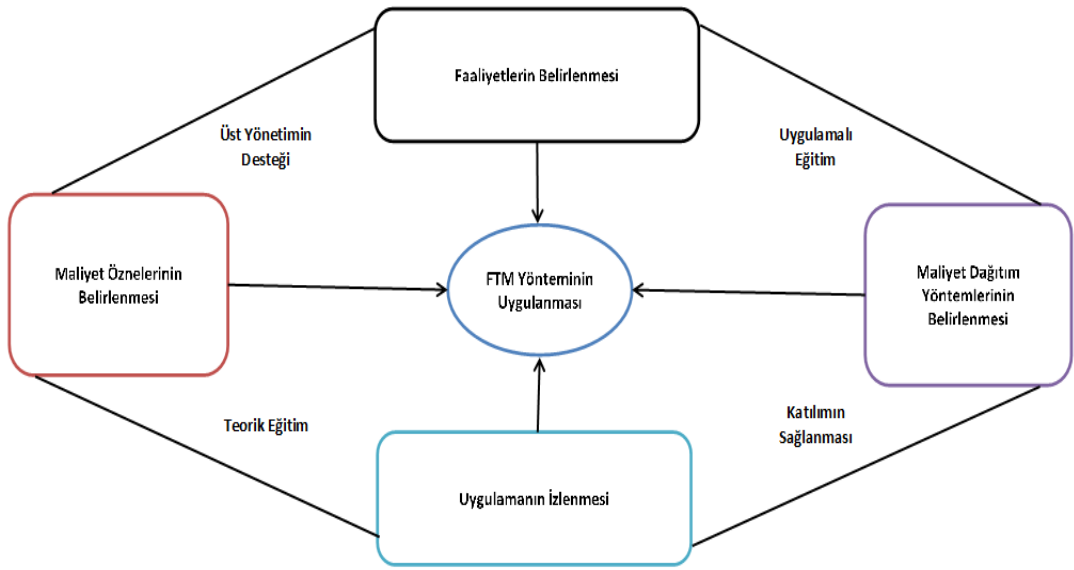 Faaliyetlerin Belirlenmesi
Üst Yönetimin
Desteği
Uygulamalı
Eğitim
Maliyet Öznelerinin
Belirlenmesi
FTM Yönteminin
Uygulanması
Maliyet Dağıtım
Yöntemlerinin
Belirlenmesi
Teorik Eğitim
Katılımın
Sağlanması
Uygulamanın İzlenmesi